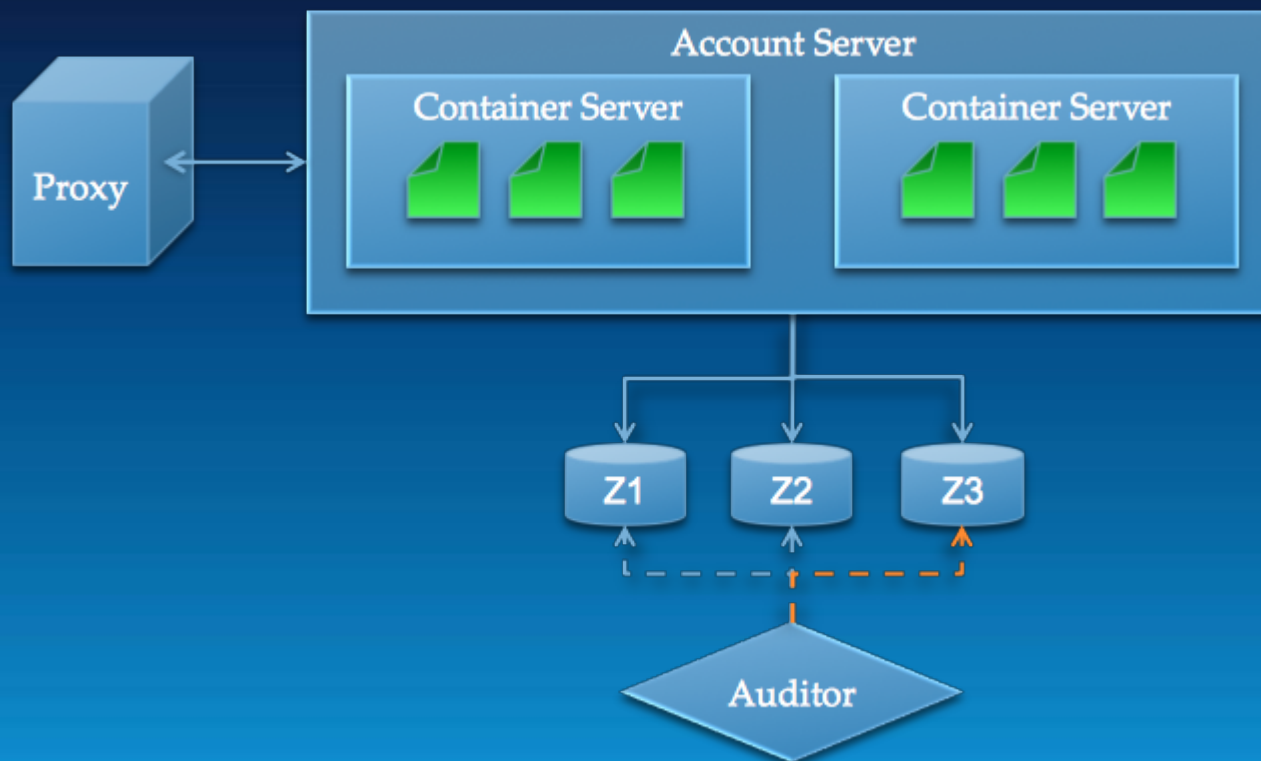 Account Server
Container Server
Container Server
Proxy
Z1
Z2
Z3
Auditor